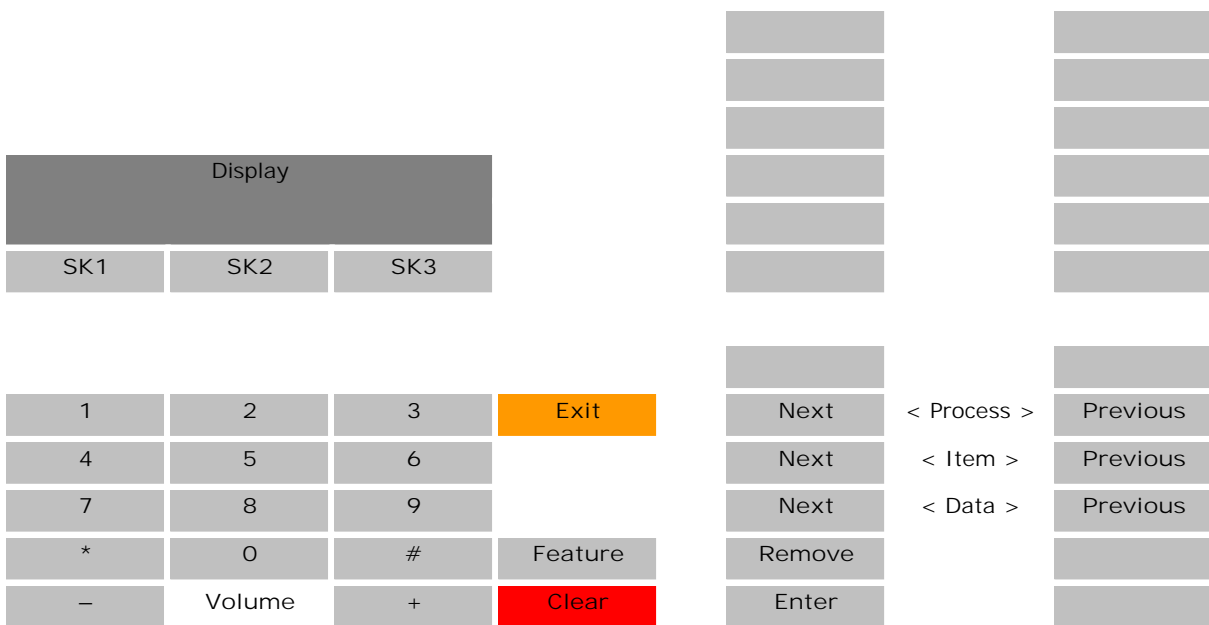 Display
SK1 SK2 SK3
1 2 3 Exit Next < Process > Previous
4 5 6 Next < Item > Previous
7 8 9 Next < Data > Previous
* 0 # Feature Remove
– Volume + Clear Enter